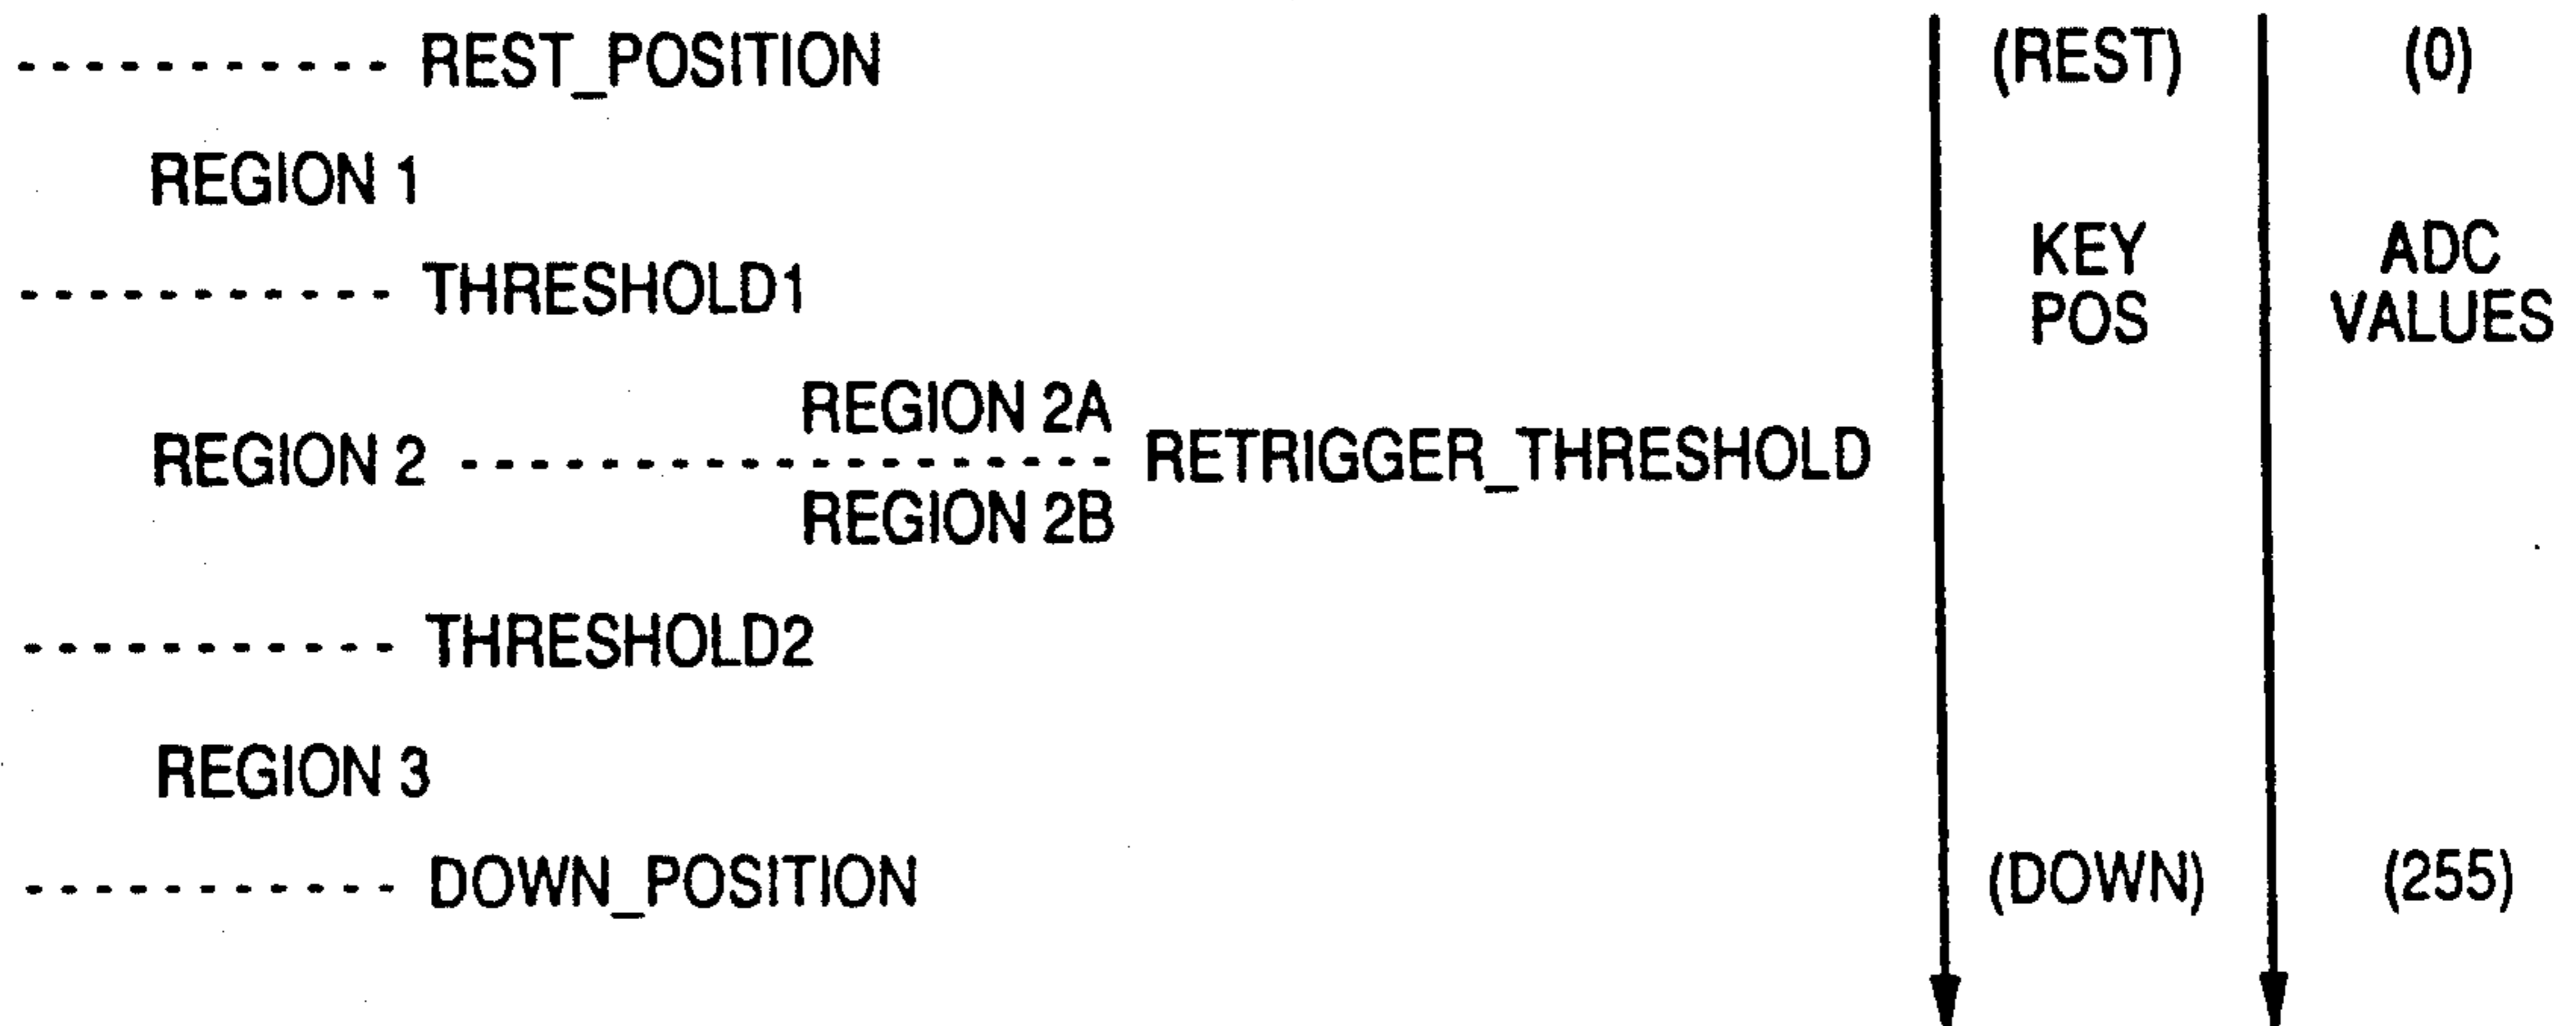 REST_POSITION (REST) (0)
REGION 1
THRESHOLD1
KEY POS
ADC VALUES
REGION 2A
REGION 2 RETRIGGER_THRESHOLD
REGION 2B
THRESHOLD2
REGION 3
DOWN_POSITION (DOWN) (255)